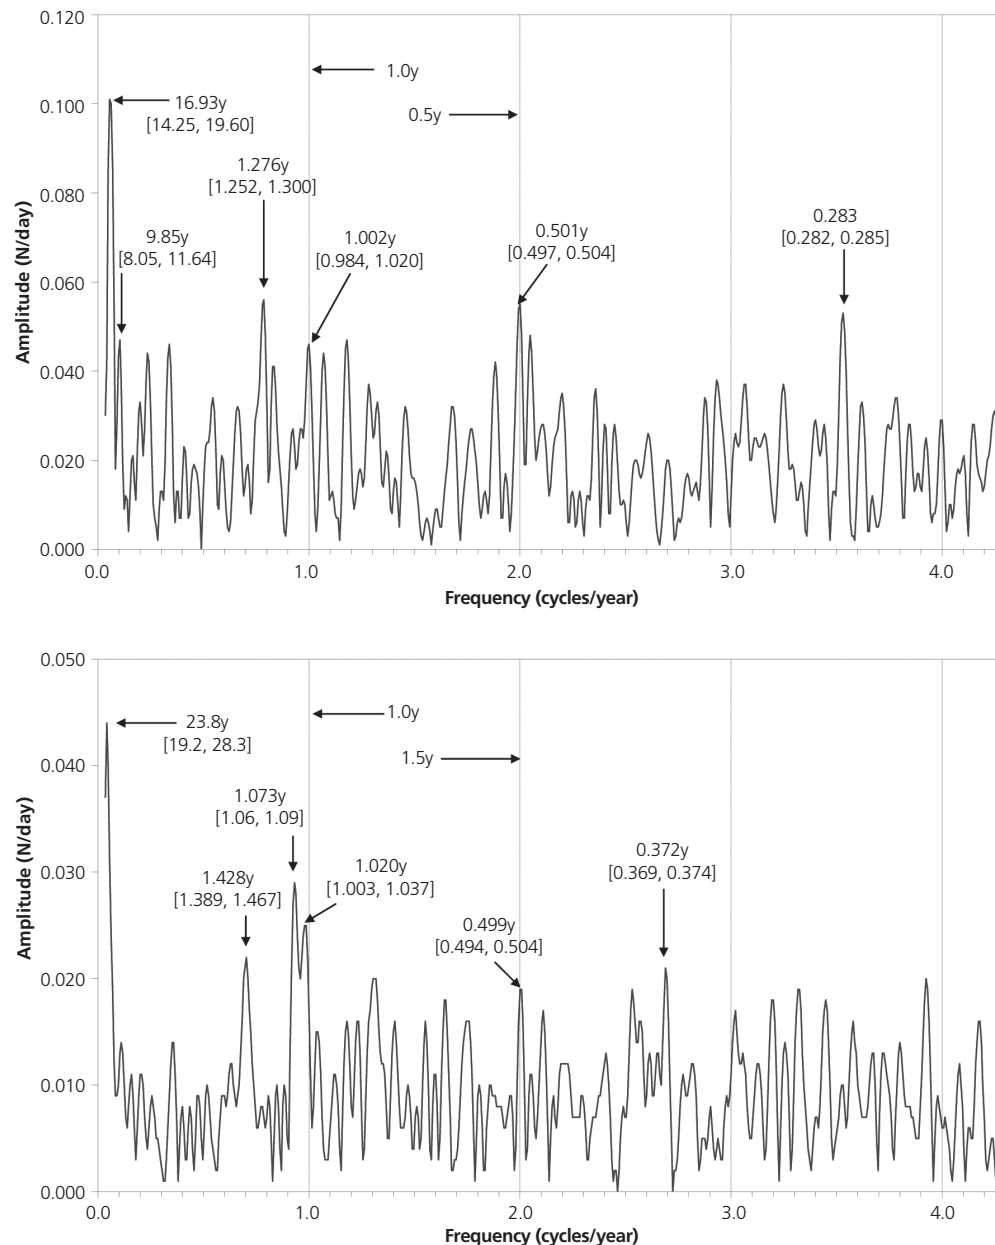 0.120
0.100
0.080
0.060
0.040
0.020
0.000
Amplitude (N/day)
1.0y
0.5y
16.93y
[14.25, 19.60]
1.276y
[1.252, 1.300]
9.85y
[8.05, 11.64]
1.002y
[0.984, 1.020]
0.501y
[0.497, 0.504]
0.283
[0.282, 0.285]
0.0 1.0 2.0 3.0 4.0
Frequency (cycles/year)
0.050
0.040
0.030
0.020
0.010
0.000
Amplitude (N/day)
1.0y
23.8y
[19.2, 28.3]
1.5y
1.073y
[1.06, 1.09]
1.428y
[1.389, 1.467]
1.020y
[1.003, 1.037]
0.499y
[0.494, 0.504]
0.372y
[0.369, 0.374]
0.0 1.0 2.0 3.0 4.0
Frequency (cycles/year)